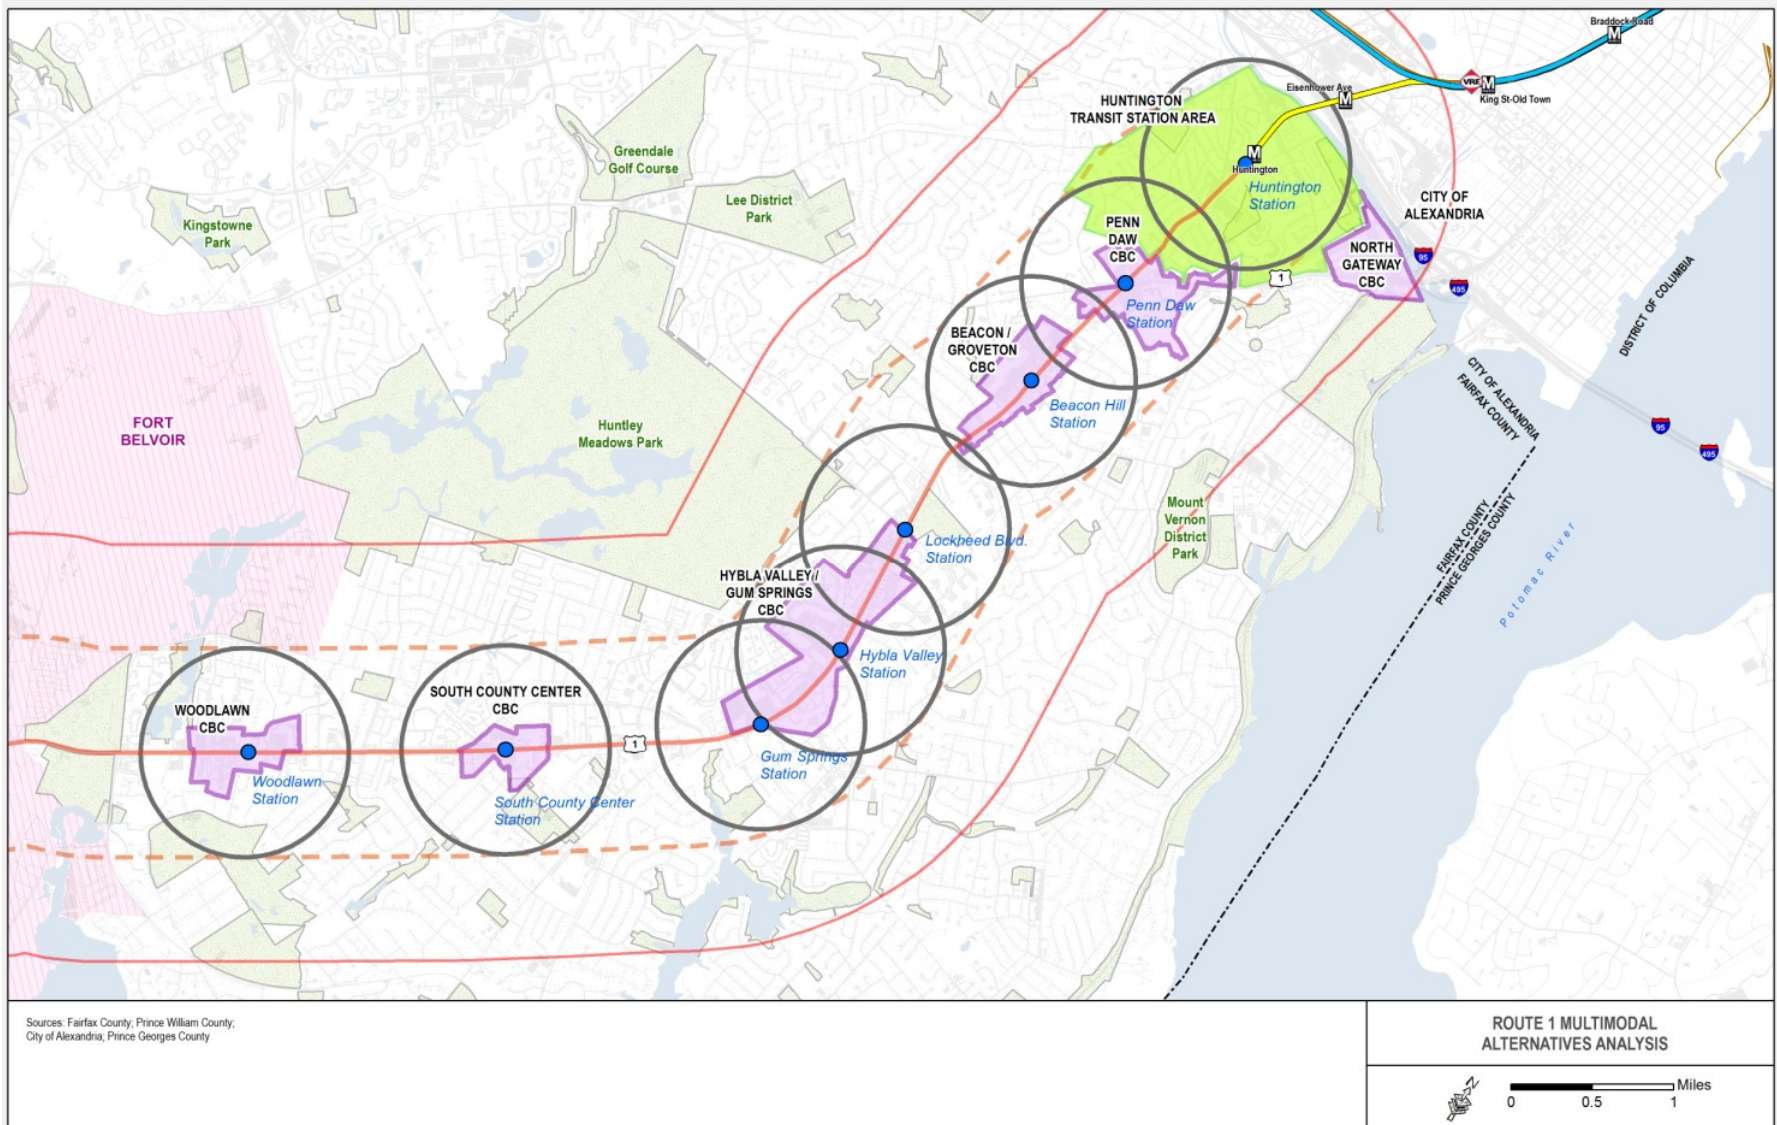 Braddock Road
M
Eisenhower Ave
M
VRE
M
King St-Old Town
HUNTINGTON
TRANSIT STATION AREA
M
Huntington
Huntington
Station
Greendale
Golf Course
Lee District
Park
Kingstowne
Park
CITY OF
ALEXANDRIA
PENN
DAW
CBC
NORTH
GATEWAY
CBC
95
495
1
Penn Daw
Station
DISTRICT OF COLUMBIA
BEACON /
GROVETON
CBC
Beacon Hill
Station
CITY OF ALEXANDRIA
FAIRFAX COUNTY
95
495
FORT
BELVOIR
Huntley
Meadows Park
Mount
Vernon
District
Park
Lockheed Blvd.
Station
FAIRFAX COUNTY
PRINCE GEORGES COUNTY
Potomac River
HYBLA VALLEY /
GUM SPRINGS
CBC
Hybla Valley
Station
WOODLAWN
CBC
SOUTH COUNTY CENTER
CBC
1
Gum Springs
Station
Woodlawn
Station
South County Center
Station
Sources: Fairfax County; Prince William County;
City of Alexandria; Prince Georges County
ROUTE 1 MULTIMODAL
ALTERNATIVES ANALYSIS
N
Miles
0 0.5 1